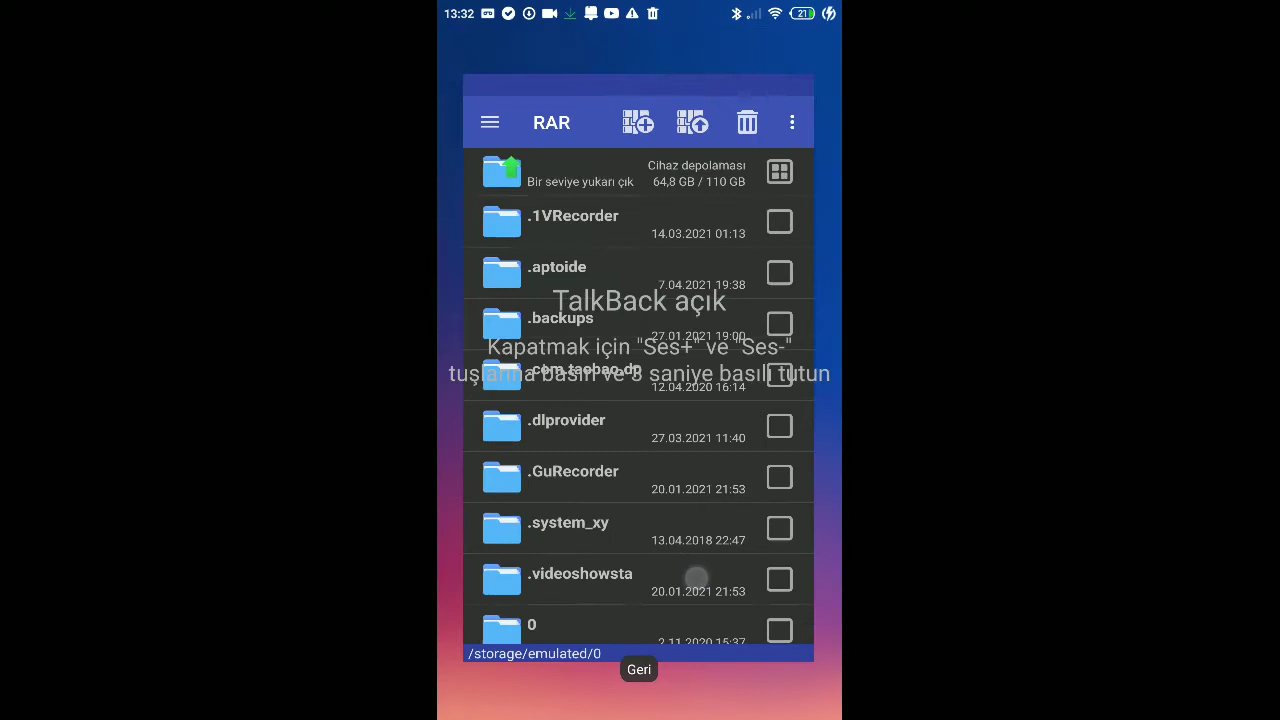 13:32
21
RAR
Cihaz depolaması
Bir seviye yukarı çık
64,8 GB / 110 GB
.1VRecorder
14.03.2021 01:13
.aptoide
7.04.2021 19:38
TalkBack açık
.backups
27.01.2021 19:00
Kapatmak için "Ses+" ve "Ses-"
.com.taobao.dp
tuşlarına basın ve 3 saniye basılı tutun
12.04.2020 16:14
.dlprovider
27.03.2021 11:40
.GuRecorder
20.01.2021 21:53
.system_xy
13.04.2018 22:47
.videoshowsta
20.01.2021 21:53
0
2.11.2020 15:37
/storage/emulated/0
Geri